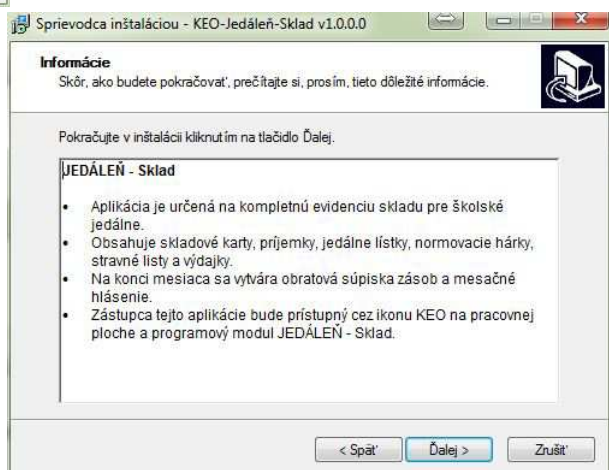 Sprievodca inštaláciou - KEO-Jedáleň-Sklad v1.0.0.0
Informácie
Skôr, ako budete pokračovať, prečítajte si, prosím, tieto dôležité informácie.
Pokračujte v inštalácii kliknutím na tlačidlo Ďalej.
JEDÁLEŇ - Sklad
• Aplikácia je určená na kompletnú evidenciu skladu pre školské
jedálne.
• Obsahuje skladové karty, príjemky, jedálne lístky, normovacie hárky,
stravné listy a výdajky.
• Na konci mesiaca sa vytvára obratová súpiska zásob a mesačné
hlásenie.
• Zástupca tejto aplikácie bude prístupný cez ikonu KEO na pracovnej
ploche a programový modul JEDÁLEŇ - Sklad.
< Späť Ďalej > Zrušiť